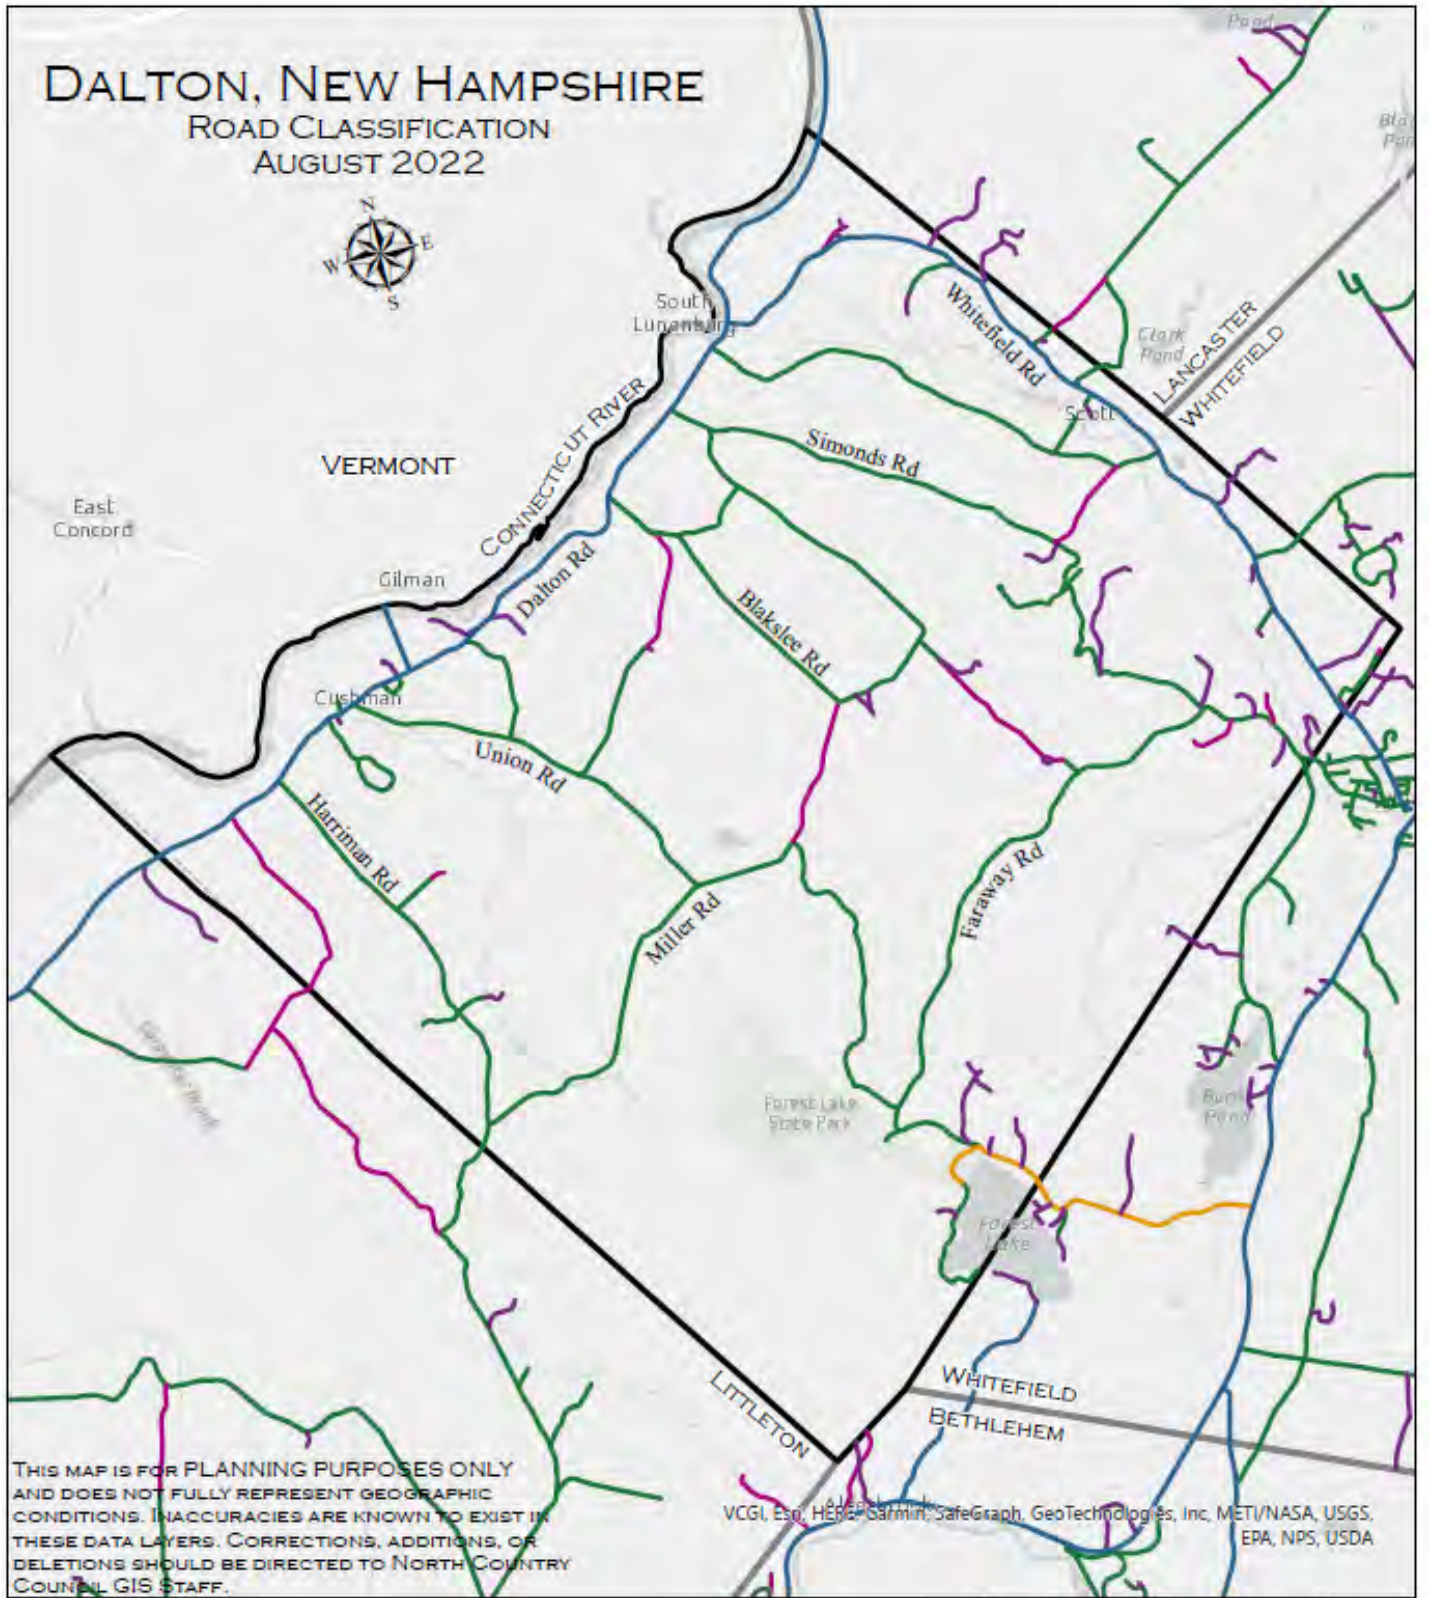 DALTON, NEW HAMPSHIRE
ROAD CLASSIFICATION
AUGUST 2022
N
E
W
S
Pond
Pon
South
Lunenburg
Whitefield Rd
Clark
Pond
LANCASTER
WHITEFIELD
Scott
CONNECTICUT RIVER
Simonds Rd
VERMONT
East
Concord
Gilman
Dalton Rd
Blakslee Rd
Cushman
Union Rd
Harriman Rd
Miller Rd
Faraway Rd
Forest Lake
State Park
Burns
Pond
Forest
Lake
LITTLETON
WHITEFIELD
BETHLEHEM
THIS MAP IS FOR PLANNING PURPOSES ONLY
AND DOES NOT FULLY REPRESENT GEOGRAPHIC
CONDITIONS. INACCURACIES ARE KNOWN TO EXIST IN
THESE DATA LAYERS. CORRECTIONS, ADDITIONS, OR
DELETIONS SHOULD BE DIRECTED TO NORTH COUNTRY
COUNCIL GIS STAFF.
VCGI, Esri, HERE, Garmin, SafeGraph, GeoTechnologies, Inc, METI/NASA, USGS,
EPA, NPS, USDA